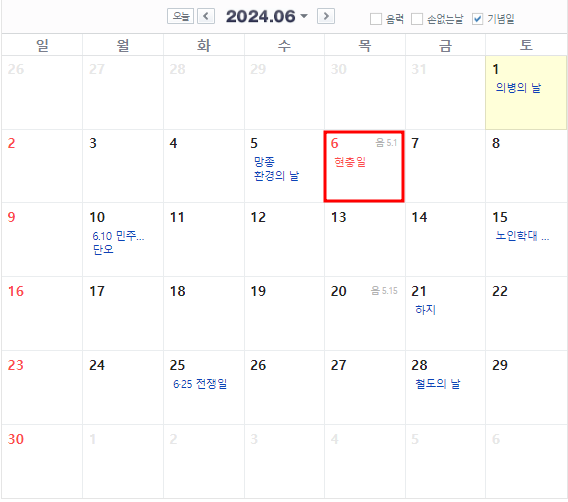 오늘 < 2024.06 > 음력 손없는날 기념일
일 월 화 수 목 금 토
26 27 28 29 30 31 1
의병의 날
2 3 4 5 6 음 5.1 7 8
망종 현충일
환경의 날
9 10 11 12 13 14 15
6.10 민주... 노인학대 ...
단오
16 17 18 19 20 음 5.15 21 22
하지
23 24 25 26 27 28 29
6·25 전쟁일 철도의 날
30 1 2 3 4 5 6